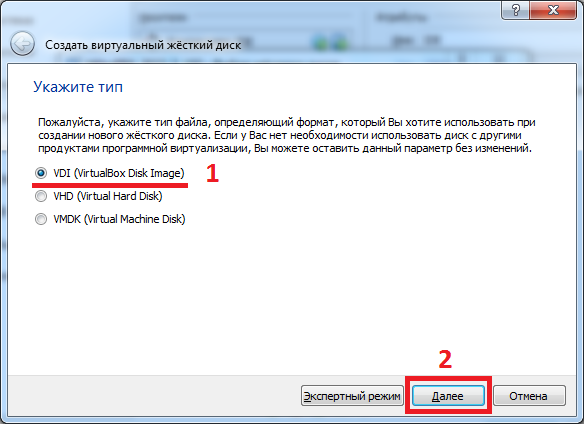 Создать виртуальный жёсткий диск
Укажите тип
Пожалуйста, укажите тип файла, определяющий формат, который Вы хотите использовать при
создании нового жёсткого диска. Если у Вас нет необходимости использовать диск с другими
продуктами программной виртуализации, Вы можете оставить данный параметр без изменений.
VDI (VirtualBox Disk Image) 1
VHD (Virtual Hard Disk)
VMDK (Virtual Machine Disk)
2
Экспертный режим Далее Отмена